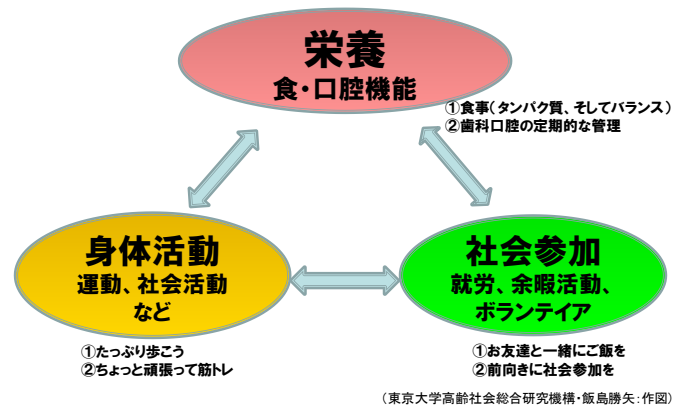 栄養
食・口腔機能
①食事（タンパク質、そしてバランス）
②歯科口腔の定期的な管理
身体活動
運動、社会活動
など
①たっぷり歩こう
②ちょっと頑張って筋トレ
社会参加
就労、余暇活動、
ボランテイア
①お友達と一緒にご飯を
②前向きに社会参加を
（東京大学高齢社会総合研究機構・飯島勝矢：作図）